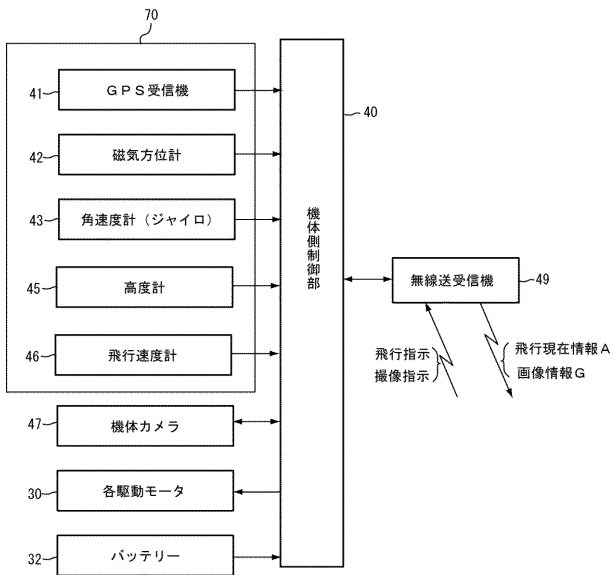 70
41
GPS受信機
42
磁気方位計
43
角速度計（ジャイロ）
45
高度計
46
飛行速度計
47
機体カメラ
30
各駆動モータ
32
バッテリー
機体側制御部
40
無線送受信機
49
飛行指示
撮像指示
飛行現在情報A
画像情報G